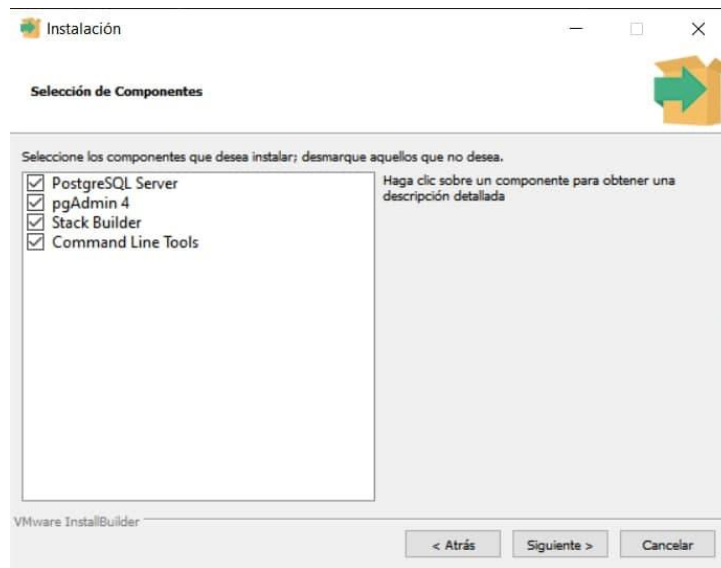 Instalación
Selección de Componentes
Seleccione los componentes que desea instalar; desmarque aquellos que no desea.
PostgreSQL Server
pgAdmin 4
Stack Builder
Command Line Tools
Haga clic sobre un componente para obtener una
descripción detallada
VMware InstallBuilder
< Atrás
Siguiente >
Cancelar